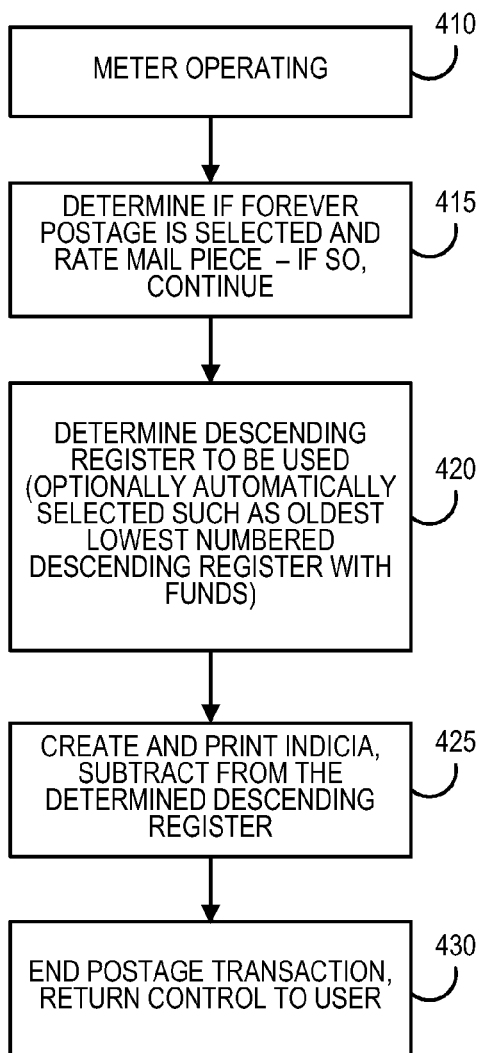 410
METER OPERATING
415
DETERMINE IF FOREVER
POSTAGE IS SELECTED AND
RATE MAIL PIECE – IF SO,
CONTINUE
420
DETERMINE DESCENDING
REGISTER TO BE USED
(OPTIONALLY AUTOMATICALLY
SELECTED SUCH AS OLDEST
LOWEST NUMBERED
DESCENDING REGISTER WITH
FUNDS)
425
CREATE AND PRINT INDICIA,
SUBTRACT FROM THE
DETERMINED DESCENDING
REGISTER
430
END POSTAGE TRANSACTION,
RETURN CONTROL TO USER